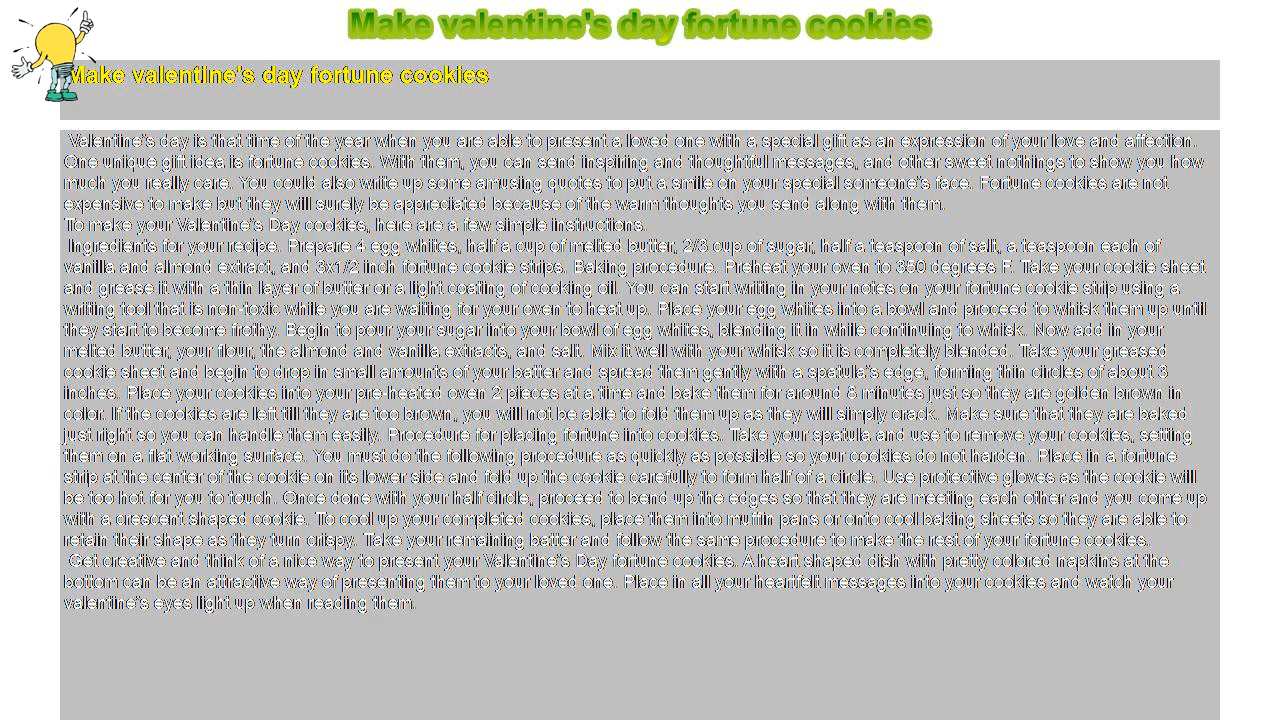 Make valentine's day fortune cookies
Make valentine's day fortune cookies
Valentine's day is that time of the year when you are able to present a loved one with a special gift as an expression of your love and affection.
One unique gift idea is fortune cookies. With them, you can send inspiring and thoughtful messages, and other sweet nothings to show you how
much you really care. You could also write up some amusing quotes to put a smile on your special someone's face. Fortune cookies are not
expensive to make but they will surely be appreciated because of the warm thoughts you send along with them.
To make your Valentine's Day cookies, here are a few simple instructions.
Ingredients for your recipe. Prepare 4 egg whites, half a cup of melted butter, 2/3 cup of sugar, half a teaspoon of salt, a teaspoon each of
vanilla and almond extract, and 3x1/2 inch fortune cookie strips. Baking procedure. Preheat your oven to 350 degrees F. Take your cookie sheet
and grease it with a thin layer of butter or a light coating of cooking oil. You can start writing in your notes on your fortune cookie strip using a
writing tool that is non-toxic while you are waiting for your oven to heat up. Place your egg whites into a bowl and proceed to whisk them up until
they start to become frothy. Begin to pour your sugar into your bowl of egg whites, blending it in while continuing to whisk. Now add in your
melted butter, your flour, the almond and vanilla extracts, and salt. Mix it well with your whisk so it is completely blended. Take your greased
cookie sheet and begin to drop in small amounts of your batter and spread them gently with a spatula's edge, forming thin circles of about 3
inches. Place your cookies into your pre-heated oven 2 pieces at a time and bake them for around 8 minutes just so they are golden brown in
color. If the cookies are left till they are too brown, you will not be able to fold them up as they will simply crack. Make sure that they are baked
just right so you can handle them easily. Procedure for placing fortune into cookies. Take your spatula and use to remove your cookies, setting
them on a flat working surface. You must do the following procedure as quickly as possible so your cookies do not harden. Place in a fortune
strip at the center of the cookie on its lower side and fold up the cookie carefully to form half of a circle. Use protective gloves as the cookie will
be too hot for you to touch. Once done with your half circle, proceed to bend up the edges so that they are meeting each other and you come up
with a crescent shaped cookie. To cool up your completed cookies, place them into muffin pans or onto cool baking sheets so they are able to
retain their shape as they turn crispy. Take your remaining batter and follow the same procedure to make the rest of your fortune cookies.
Get creative and think of a nice way to present your Valentine's Day fortune cookies. A heart shaped dish with pretty colored napkins at the
bottom can be an attractive way of presenting them to your loved one. Place in all your heartfelt messages into your cookies and watch your
valentine's eyes light up when reading them.